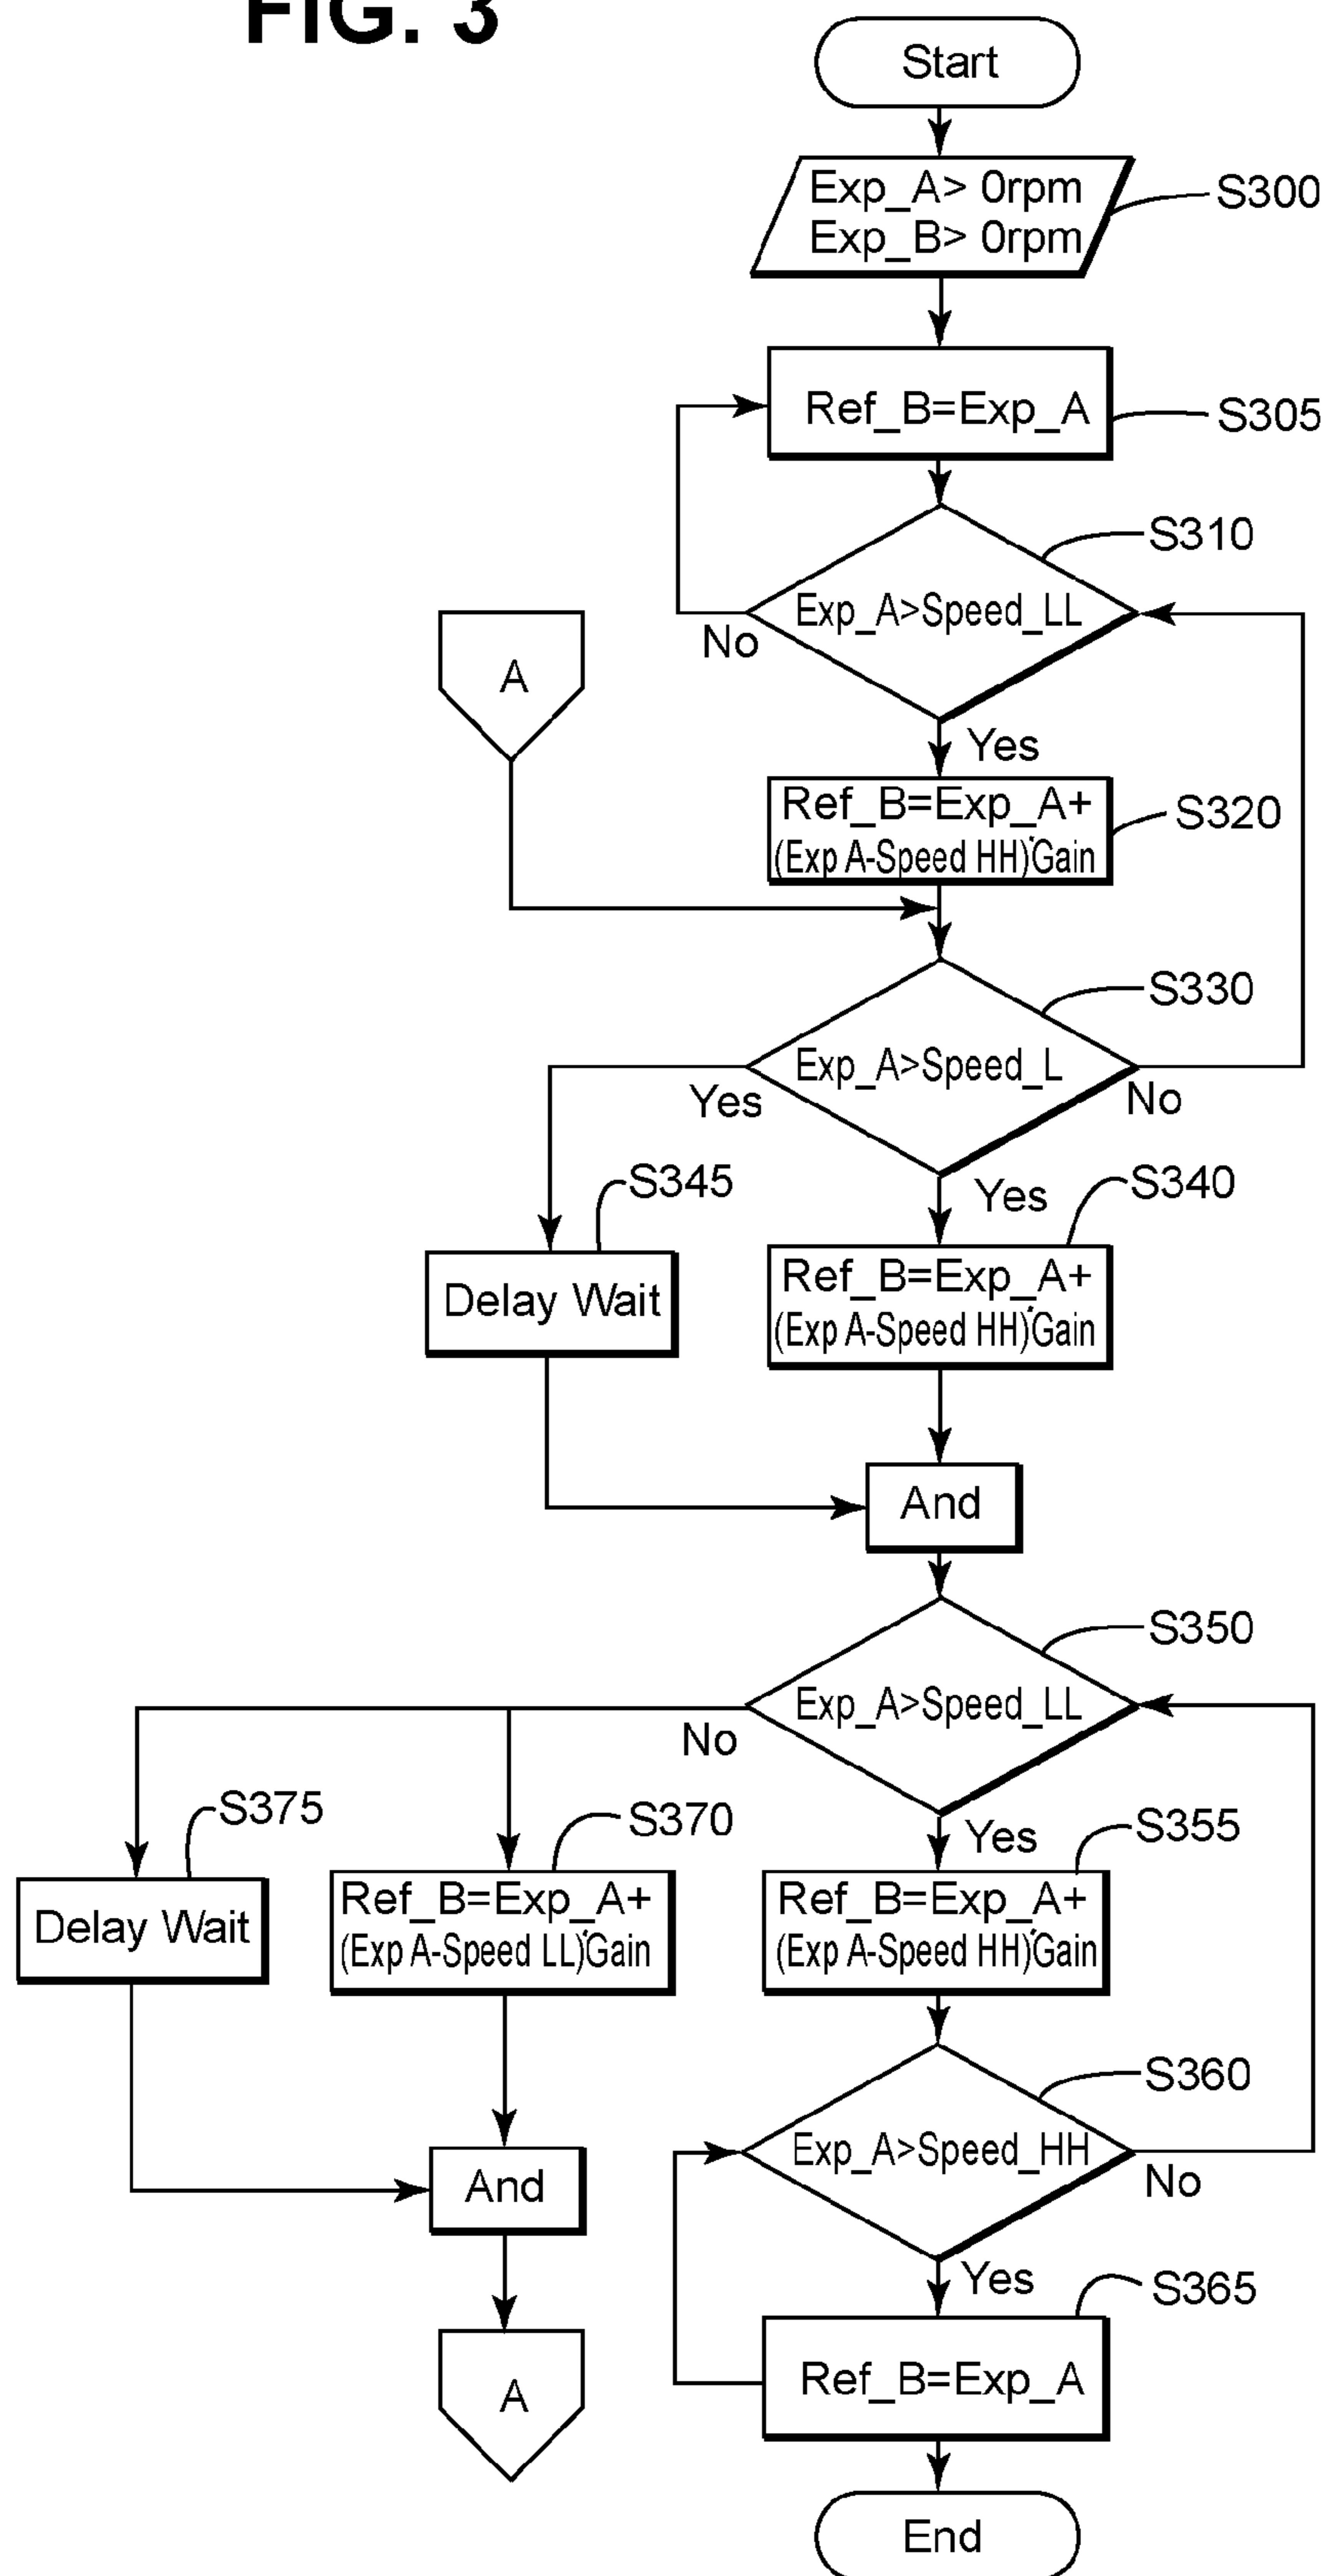 FIG. 3
Start
Exp_A> 0rpm
Exp_B> 0rpm
S300
Ref_B=Exp_A
S305
S310
Exp_A>Speed_LL
No
A
Yes
Ref_B=Exp_A+
(Exp A-Speed HH)*Gain
S320
S330
Exp_A>Speed_L
Yes
No
S345
Yes
S340
Delay Wait
Ref_B=Exp_A+
(Exp A-Speed HH)*Gain
And
S350
Exp_A>Speed_LL
No
S375
S370
Yes
S355
Delay Wait
Ref_B=Exp_A+
(Exp A-Speed LL)*Gain
Ref_B=Exp_A+
(Exp A-Speed HH)*Gain
S360
Exp_A>Speed_HH
No
And
Yes
S365
A
Ref_B=Exp_A
End